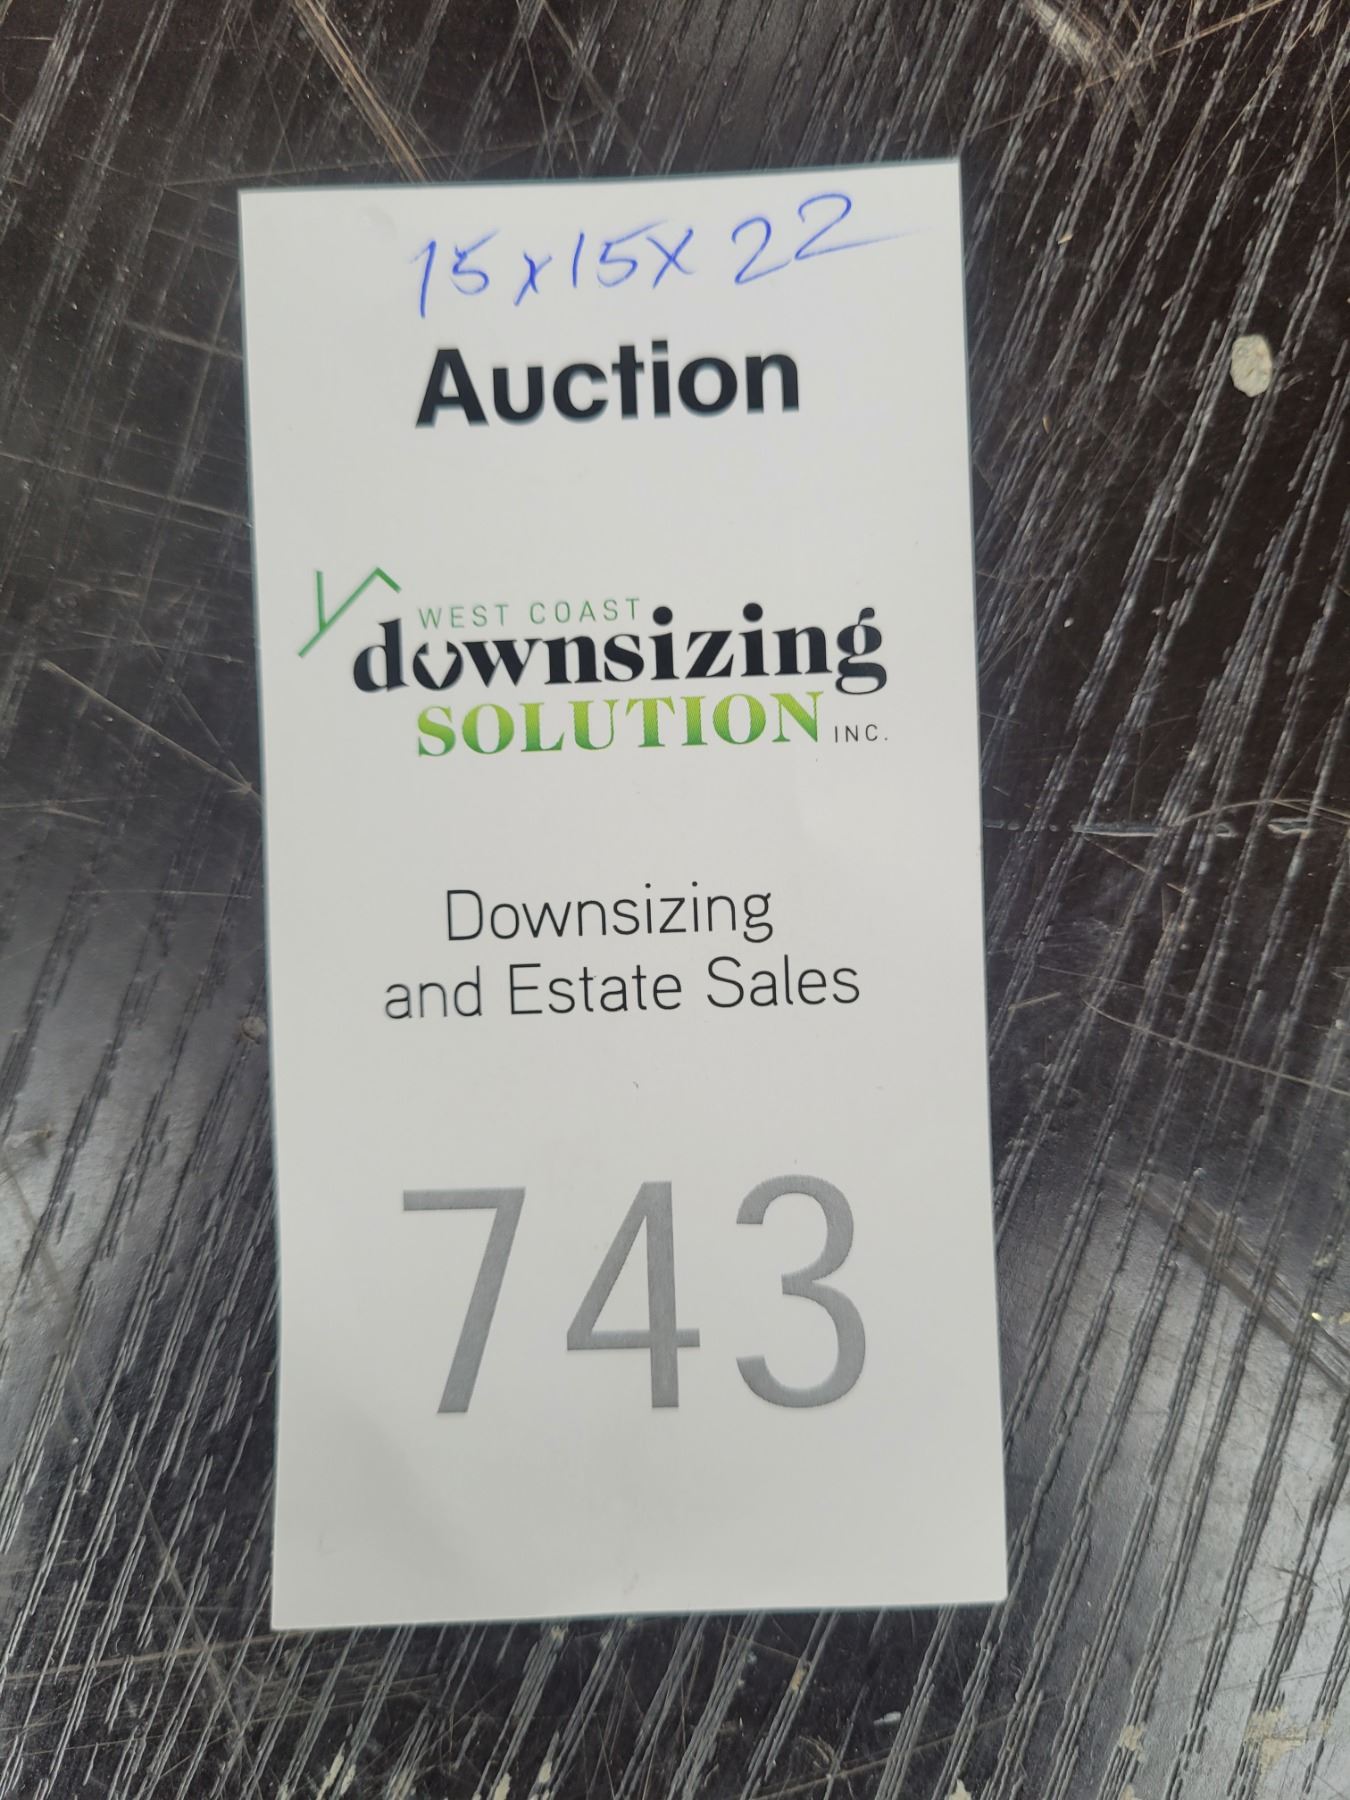 15x15x22
Auction
WEST COAST
downsizing
SOLUTION INC.
Downsizing
and Estate Sales
743